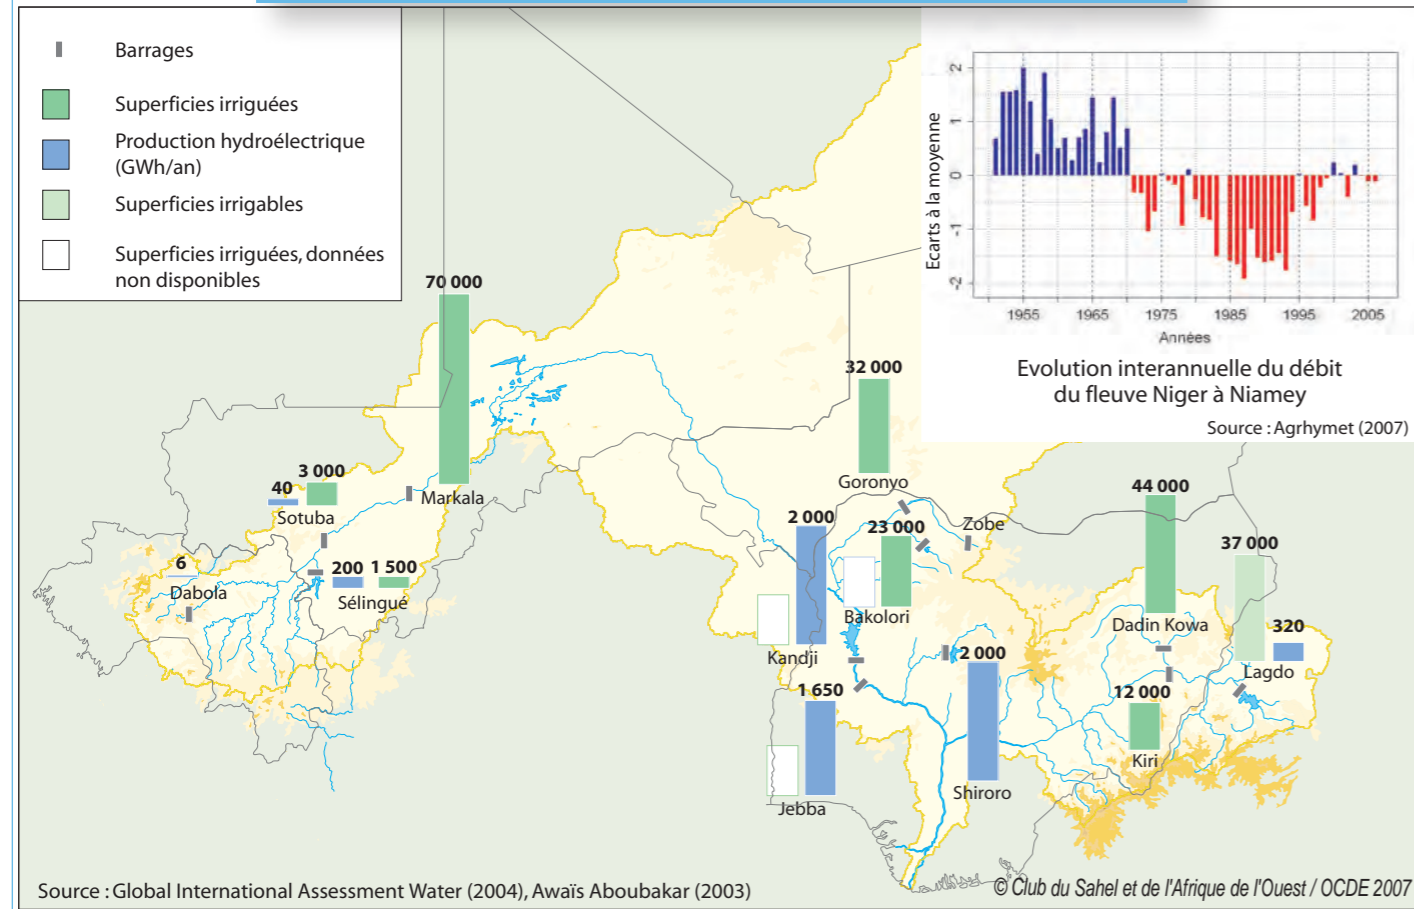 Barrages
Superficies irriguées
Production hydroélectrique
(GWh/an)
Superficies irrigables
Superficies irriguées, données
non disponibles
Ecarts à la moyenne
2
1
0
-1
-2
1955
1965
1975
1985
1995
2005
Années
Evolution interannuelle du débit
du fleuve Niger à Niamey
Source : Agrhymet (2007)
70 000
Markala
40
3 000
Sotuba
6
Dabola
200
1 500
Sélingué
32 000
Goronyo
2 000
Kandji
23 000
Bakolori
Zobe
1 650
Jebba
2 000
Shiroro
44 000
Dadin Kowa
12 000
Kiri
37 000
320
Lagdo
Source : Global International Assessment Water (2004), Awaïs Aboubakar (2003)
© Club du Sahel et de l'Afrique de l'Ouest / OCDE 2007